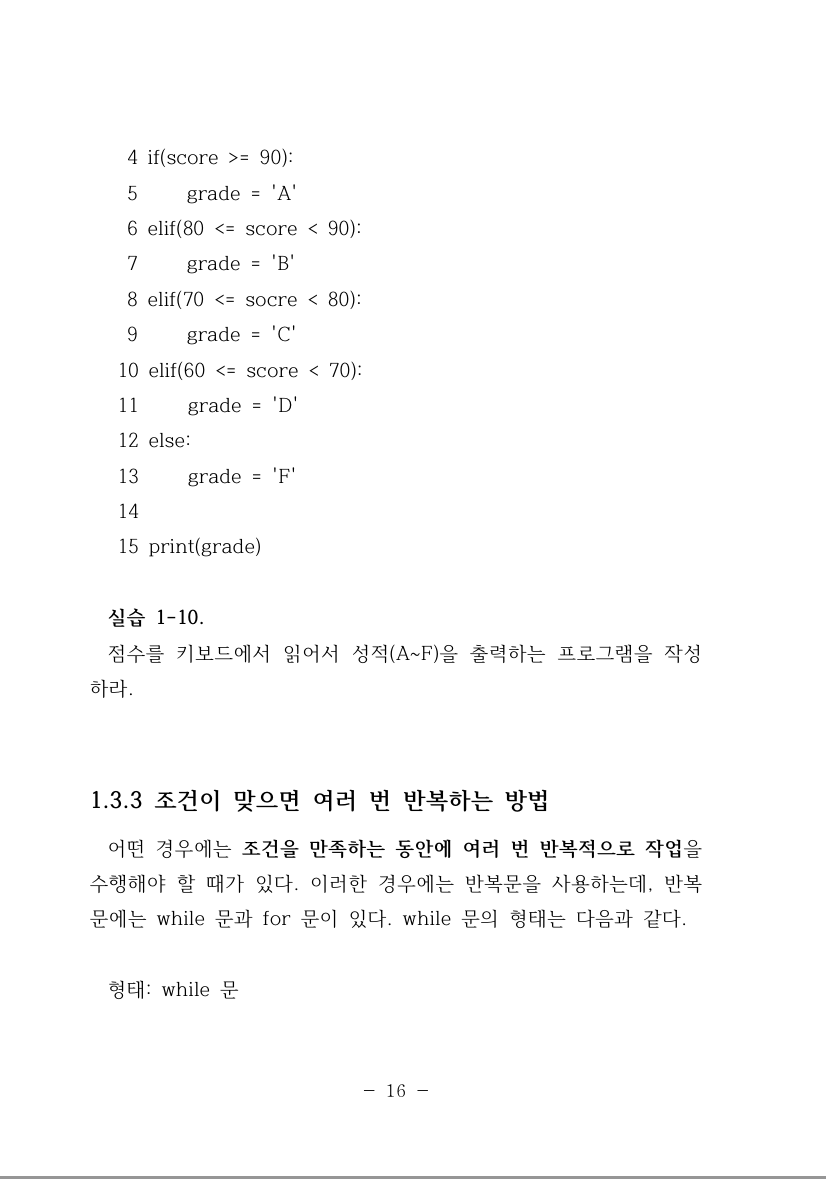 4 if(score >= 90):
5     grade = 'A'
6 elif(80 <= score < 90):
7     grade = 'B'
8 elif(70 <= socre < 80):
9     grade = 'C'
10 elif(60 <= score < 70):
11     grade = 'D'
12 else:
13     grade = 'F'
14
15 print(grade)
실습 1-10.
점수를 키보드에서 읽어서 성적(A~F)을 출력하는 프로그램을 작성
하라.
1.3.3 조건이 맞으면 여러 번 반복하는 방법
어떤 경우에는 조건을 만족하는 동안에 여러 번 반복적으로 작업을
수행해야 할 때가 있다. 이러한 경우에는 반복문을 사용하는데, 반복
문에는 while 문과 for 문이 있다. while 문의 형태는 다음과 같다.
형태: while 문
- 16 -